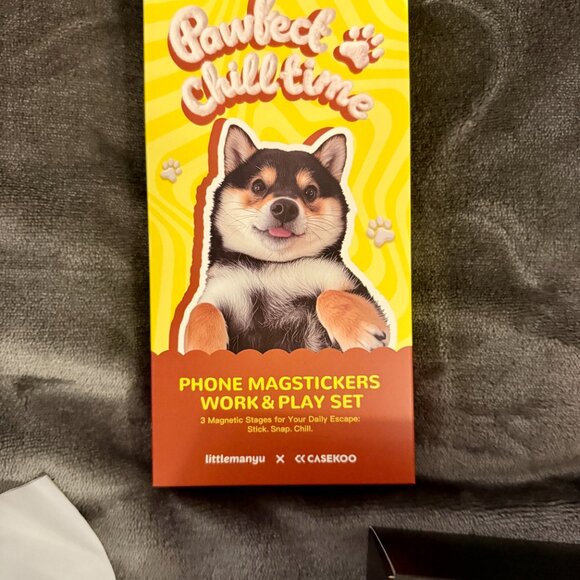 Pawfect
Chill-time
PHONE MAGSTICKERS
WORK & PLAY SET
3 Magnetic Stages for Your Daily Escape:
Stick. Snap. Chill.
littlemanyu × CASEKOO